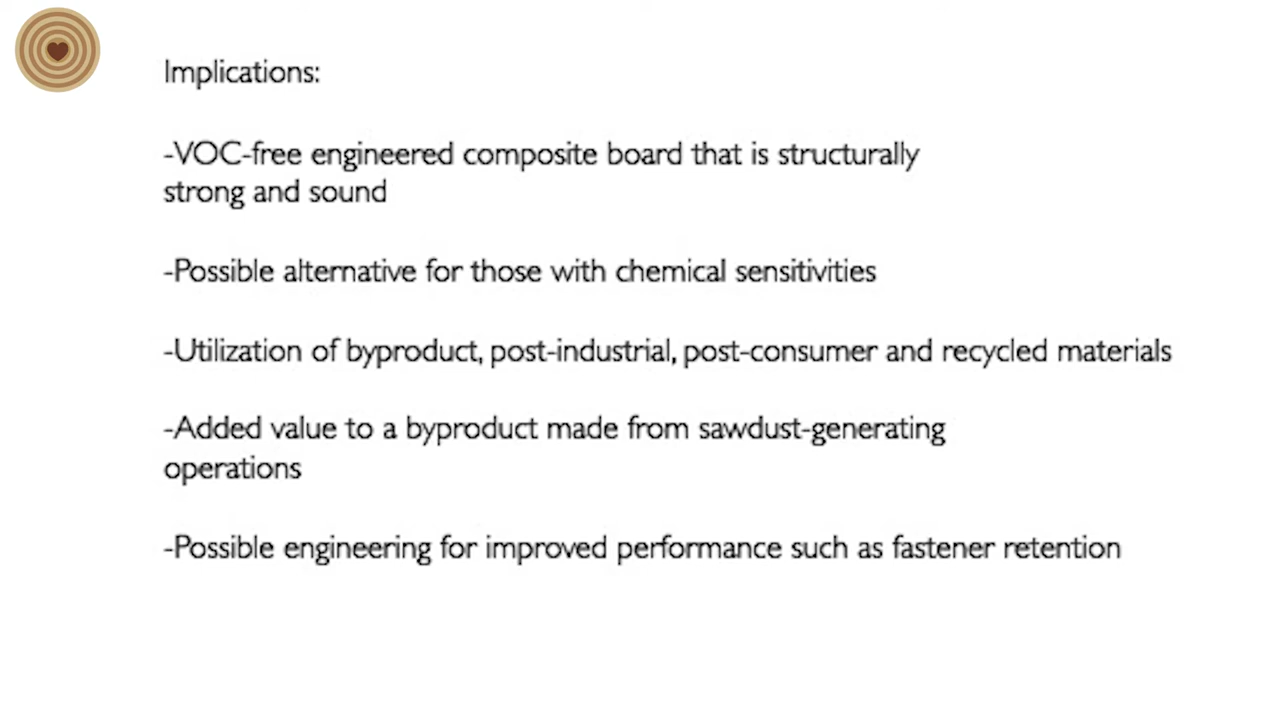 Implications:
-VOC-free engineered composite board that is structurally
strong and sound
-Possible alternative for those with chemical sensitivities
-Utilization of byproduct, post-industrial, post-consumer and recycled materials
-Added value to a byproduct made from sawdust-generating
operations
-Possible engineering for improved performance such as fastener retention